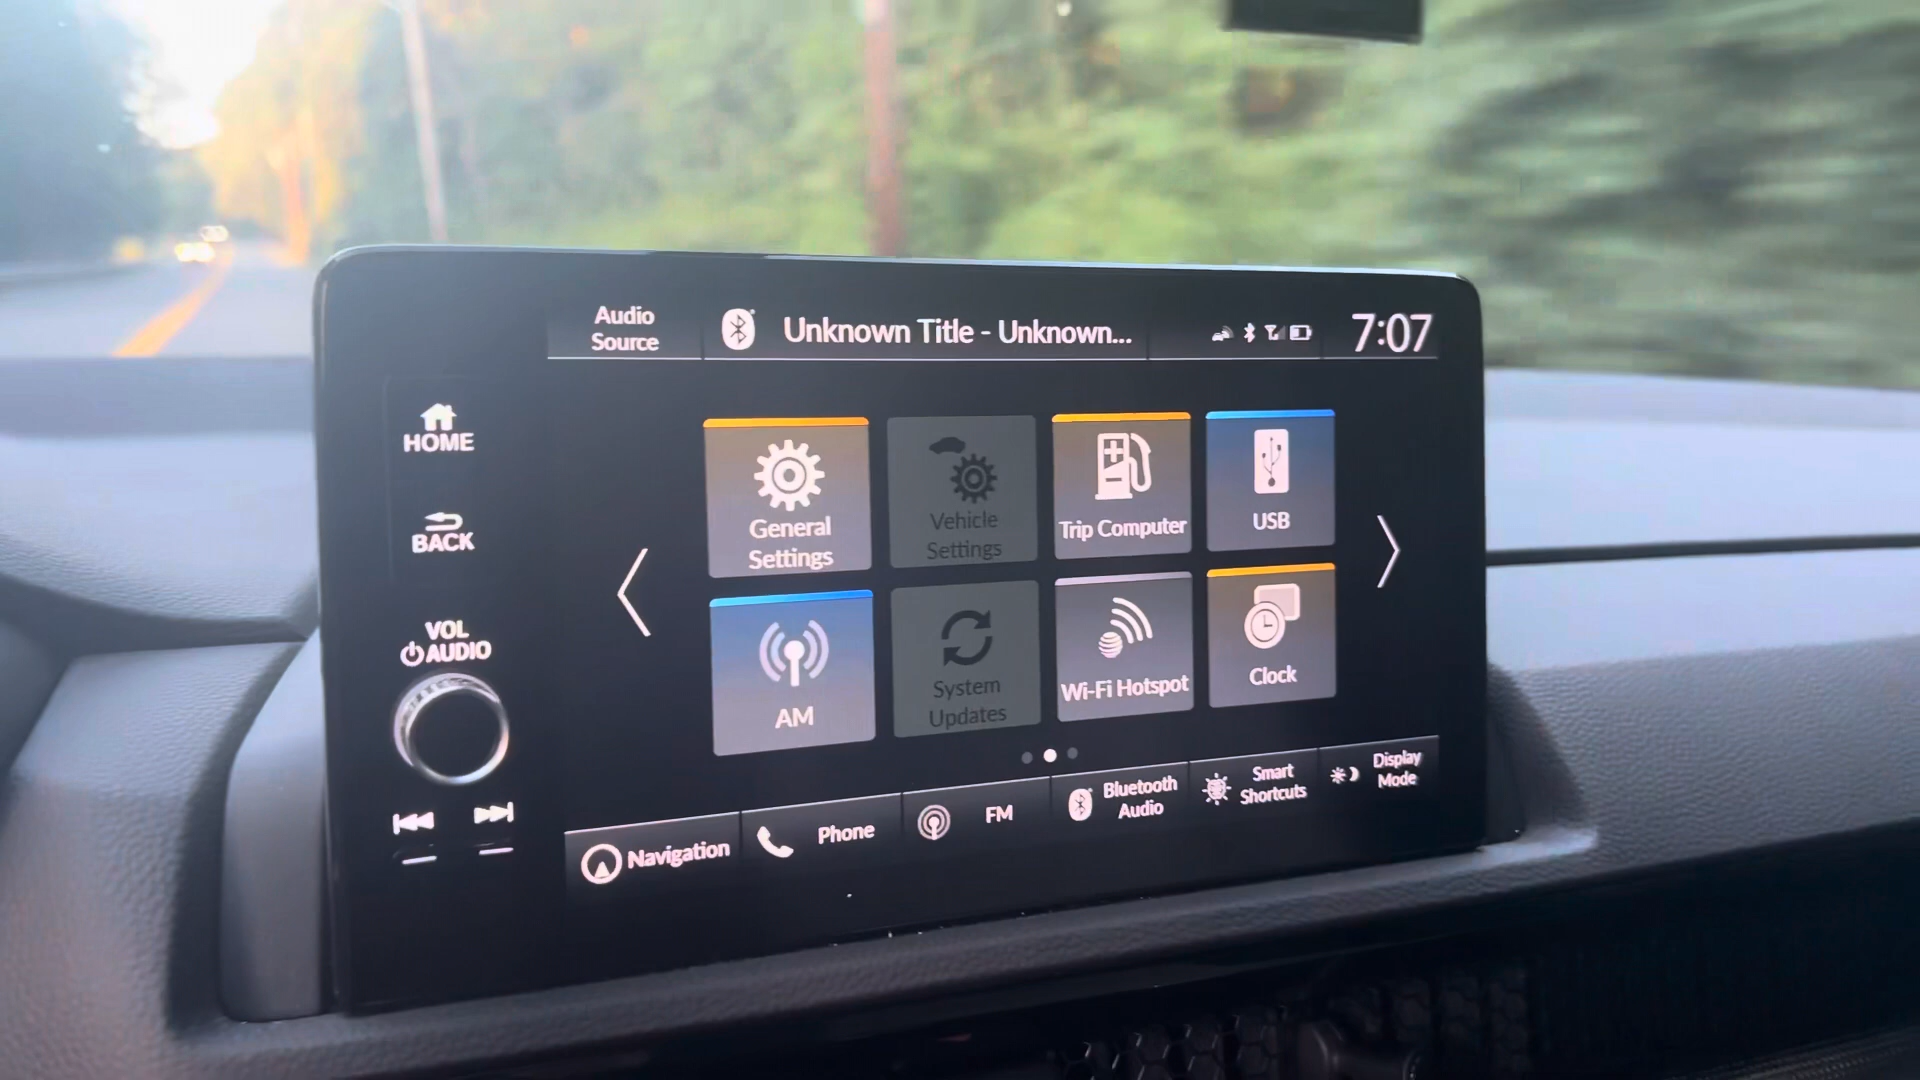 Audio
Source
Unknown Title - Unknown...
7:07
HOME
BACK
VOL
AUDIO
General
Settings
Vehicle
Settings
Trip Computer
USB
AM
System
Updates
Wi-Fi Hotspot
Clock
Navigation
Phone
FM
Bluetooth
Audio
Smart
Shortcuts
Display
Mode